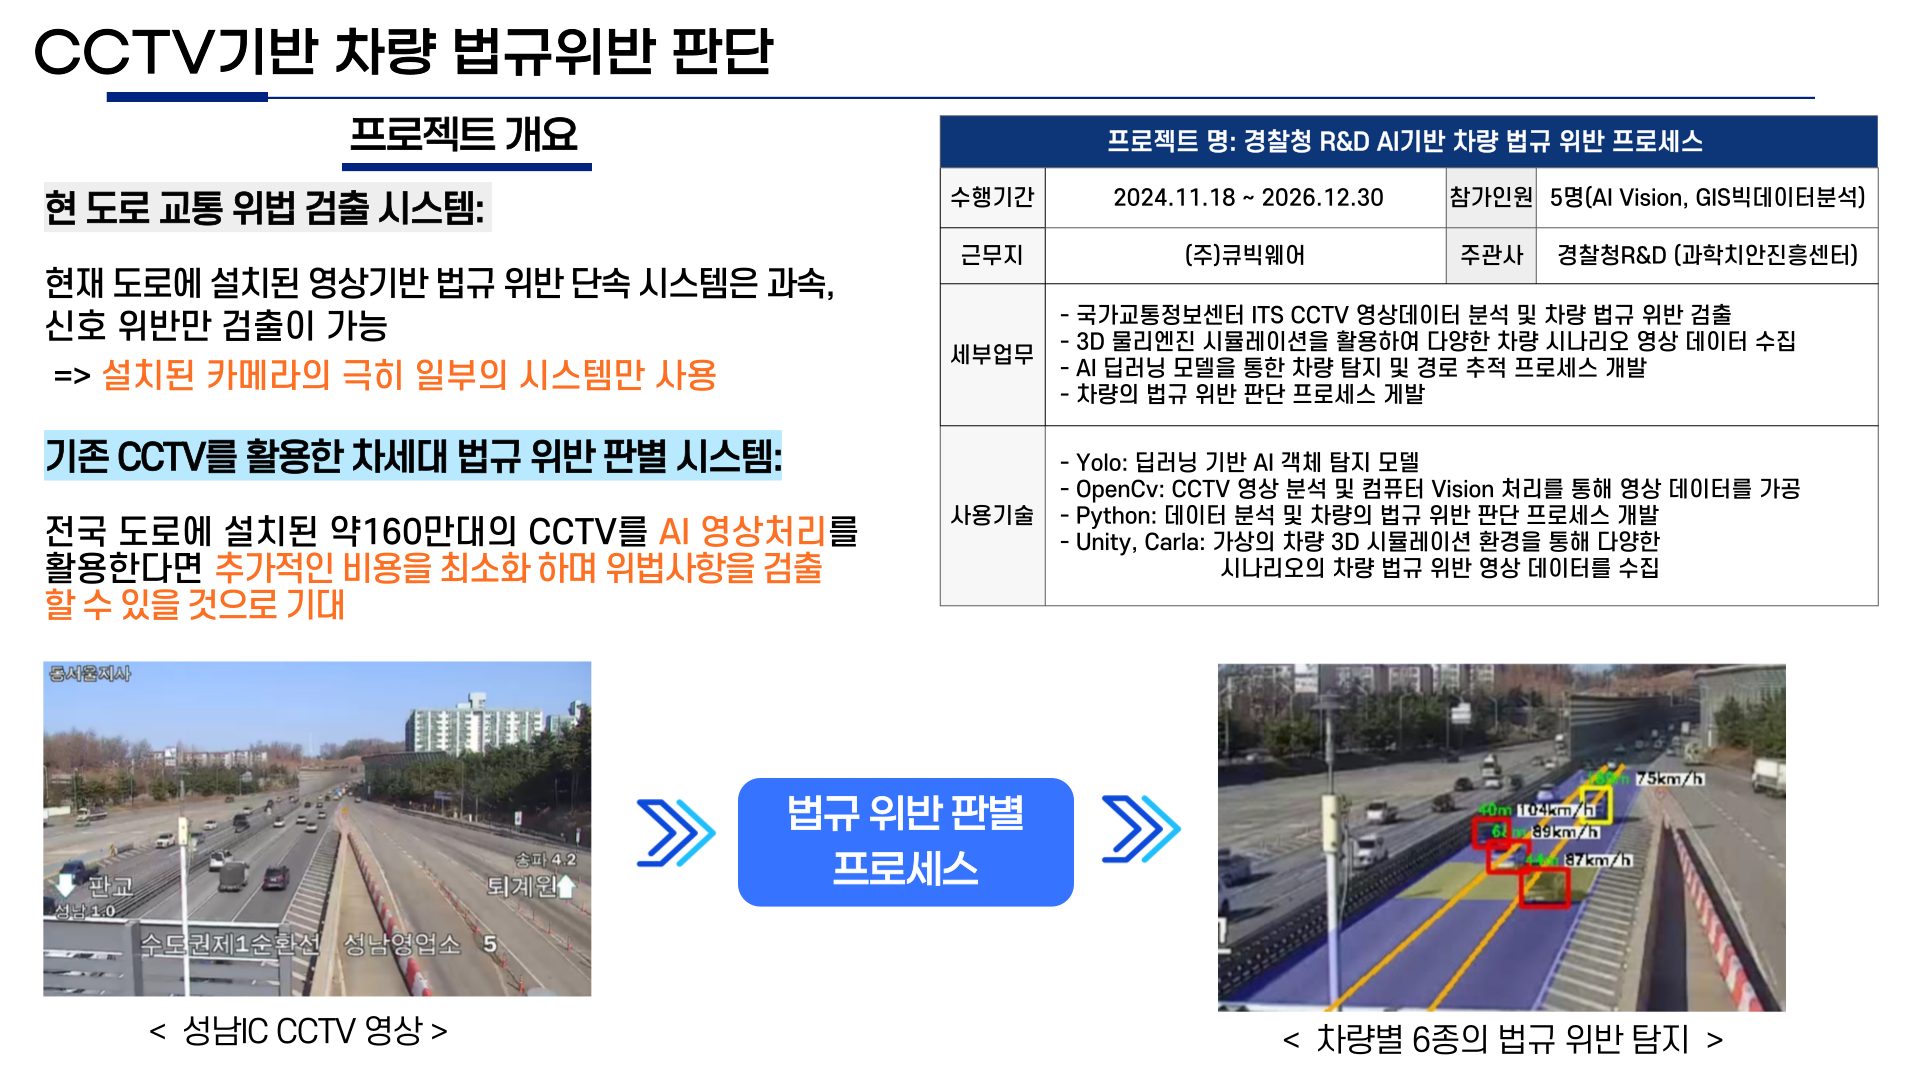 CCTV기반 차량 법규위반 판단
프로젝트 개요
현 도로 교통 위법 검출 시스템:
현재 도로에 설치된 영상기반 법규 위반 단속 시스템은 과속,
신호 위반만 검출이 가능
=> 설치된 카메라의 극히 일부의 시스템만 사용
기존 CCTV를 활용한 차세대 법규 위반 판별 시스템:
전국 도로에 설치된 약160만대의 CCTV를 AI 영상처리를
활용한다면 추가적인 비용을 최소화 하며 위법사항을 검출
할 수 있을 것으로 기대
프로젝트 명: 경찰청 R&D AI기반 차량 법규 위반 프로세스
수행기간 2024.11.18 ~ 2026.12.30 참가인원 5명(AI Vision, GIS빅데이터분석)
근무지 (주)큐빅웨어 주관사 경찰청R&D (과학치안진흥센터)
세부업무
- 국가교통정보센터 ITS CCTV 영상데이터 분석 및 차량 법규 위반 검출
- 3D 물리엔진 시뮬레이션을 활용하여 다양한 차량 시나리오 영상 데이터 수집
- AI 딥러닝 모델을 통한 차량 탐지 및 경로 추적 프로세스 개발
- 차량의 법규 위반 판단 프로세스 게발
사용기술
- Yolo: 딥러닝 기반 AI 객체 탐지 모델
- OpenCv: CCTV 영상 분석 및 컴퓨터 Vision 처리를 통해 영상 데이터를 가공
- Python: 데이터 분석 및 차량의 법규 위반 판단 프로세스 개발
- Unity, Carla: 가상의 차량 3D 시뮬레이션 환경을 통해 다양한
시나리오의 차량 법규 위반 영상 데이터를 수집
동서울지사
송파 4.2
판교
퇴계원
성남 1.0
수도권제1순환선 성남영업소 5
< 성남IC CCTV 영상 >
법규 위반 판별
프로세스
75km/h
40m 104km/h
89km/h
87km/h
< 차량별 6종의 법규 위반 탐지 >